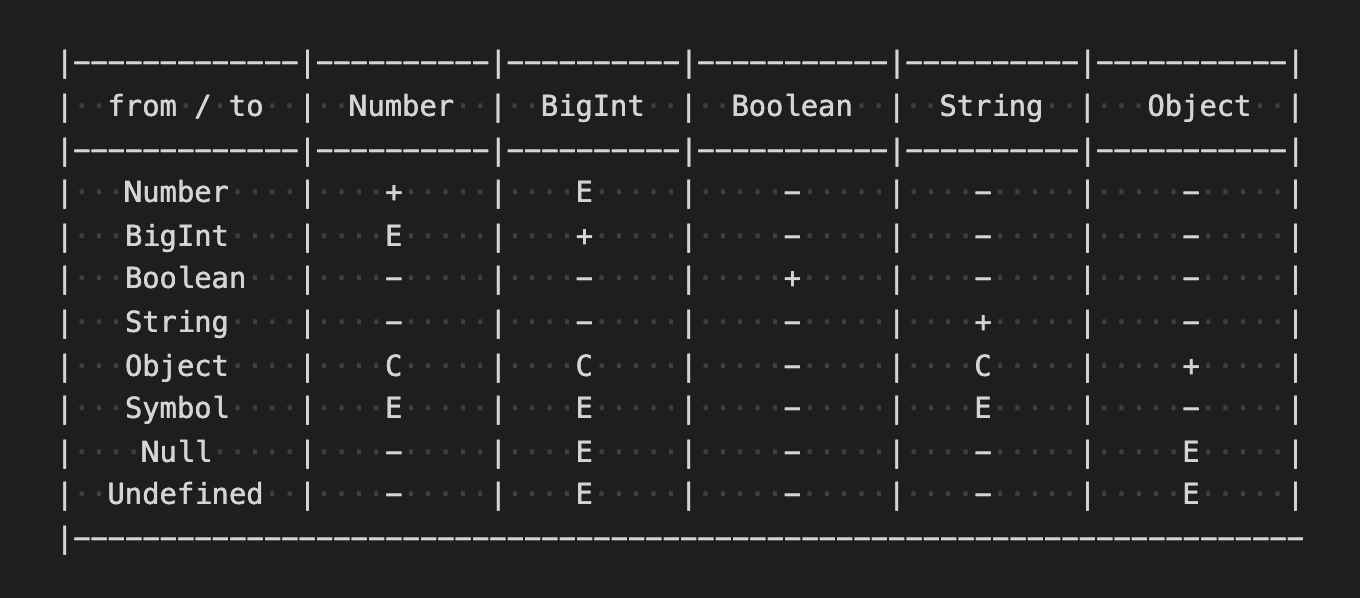 |-------------|----------|----------|-----------|----------|-----------|
|  from / to  |  Number  |  BigInt  |  Boolean  |  String  |   Object  |
|-------------|----------|----------|-----------|----------|-----------|
|   Number    |    +     |    E     |     -     |    -     |     -     |
|   BigInt    |    E     |    +     |     -     |    -     |     -     |
|   Boolean   |    -     |    -     |     +     |    -     |     -     |
|   String    |    -     |    -     |     -     |    +     |     -     |
|   Object    |    C     |    C     |     -     |    C     |     +     |
|   Symbol    |    E     |    E     |     -     |    E     |     -     |
|    Null     |    -     |    E     |     -     |    -     |     E     |
|  Undefined  |    -     |    E     |     -     |    -     |     E     |
|-----------------------------------------------------------------------